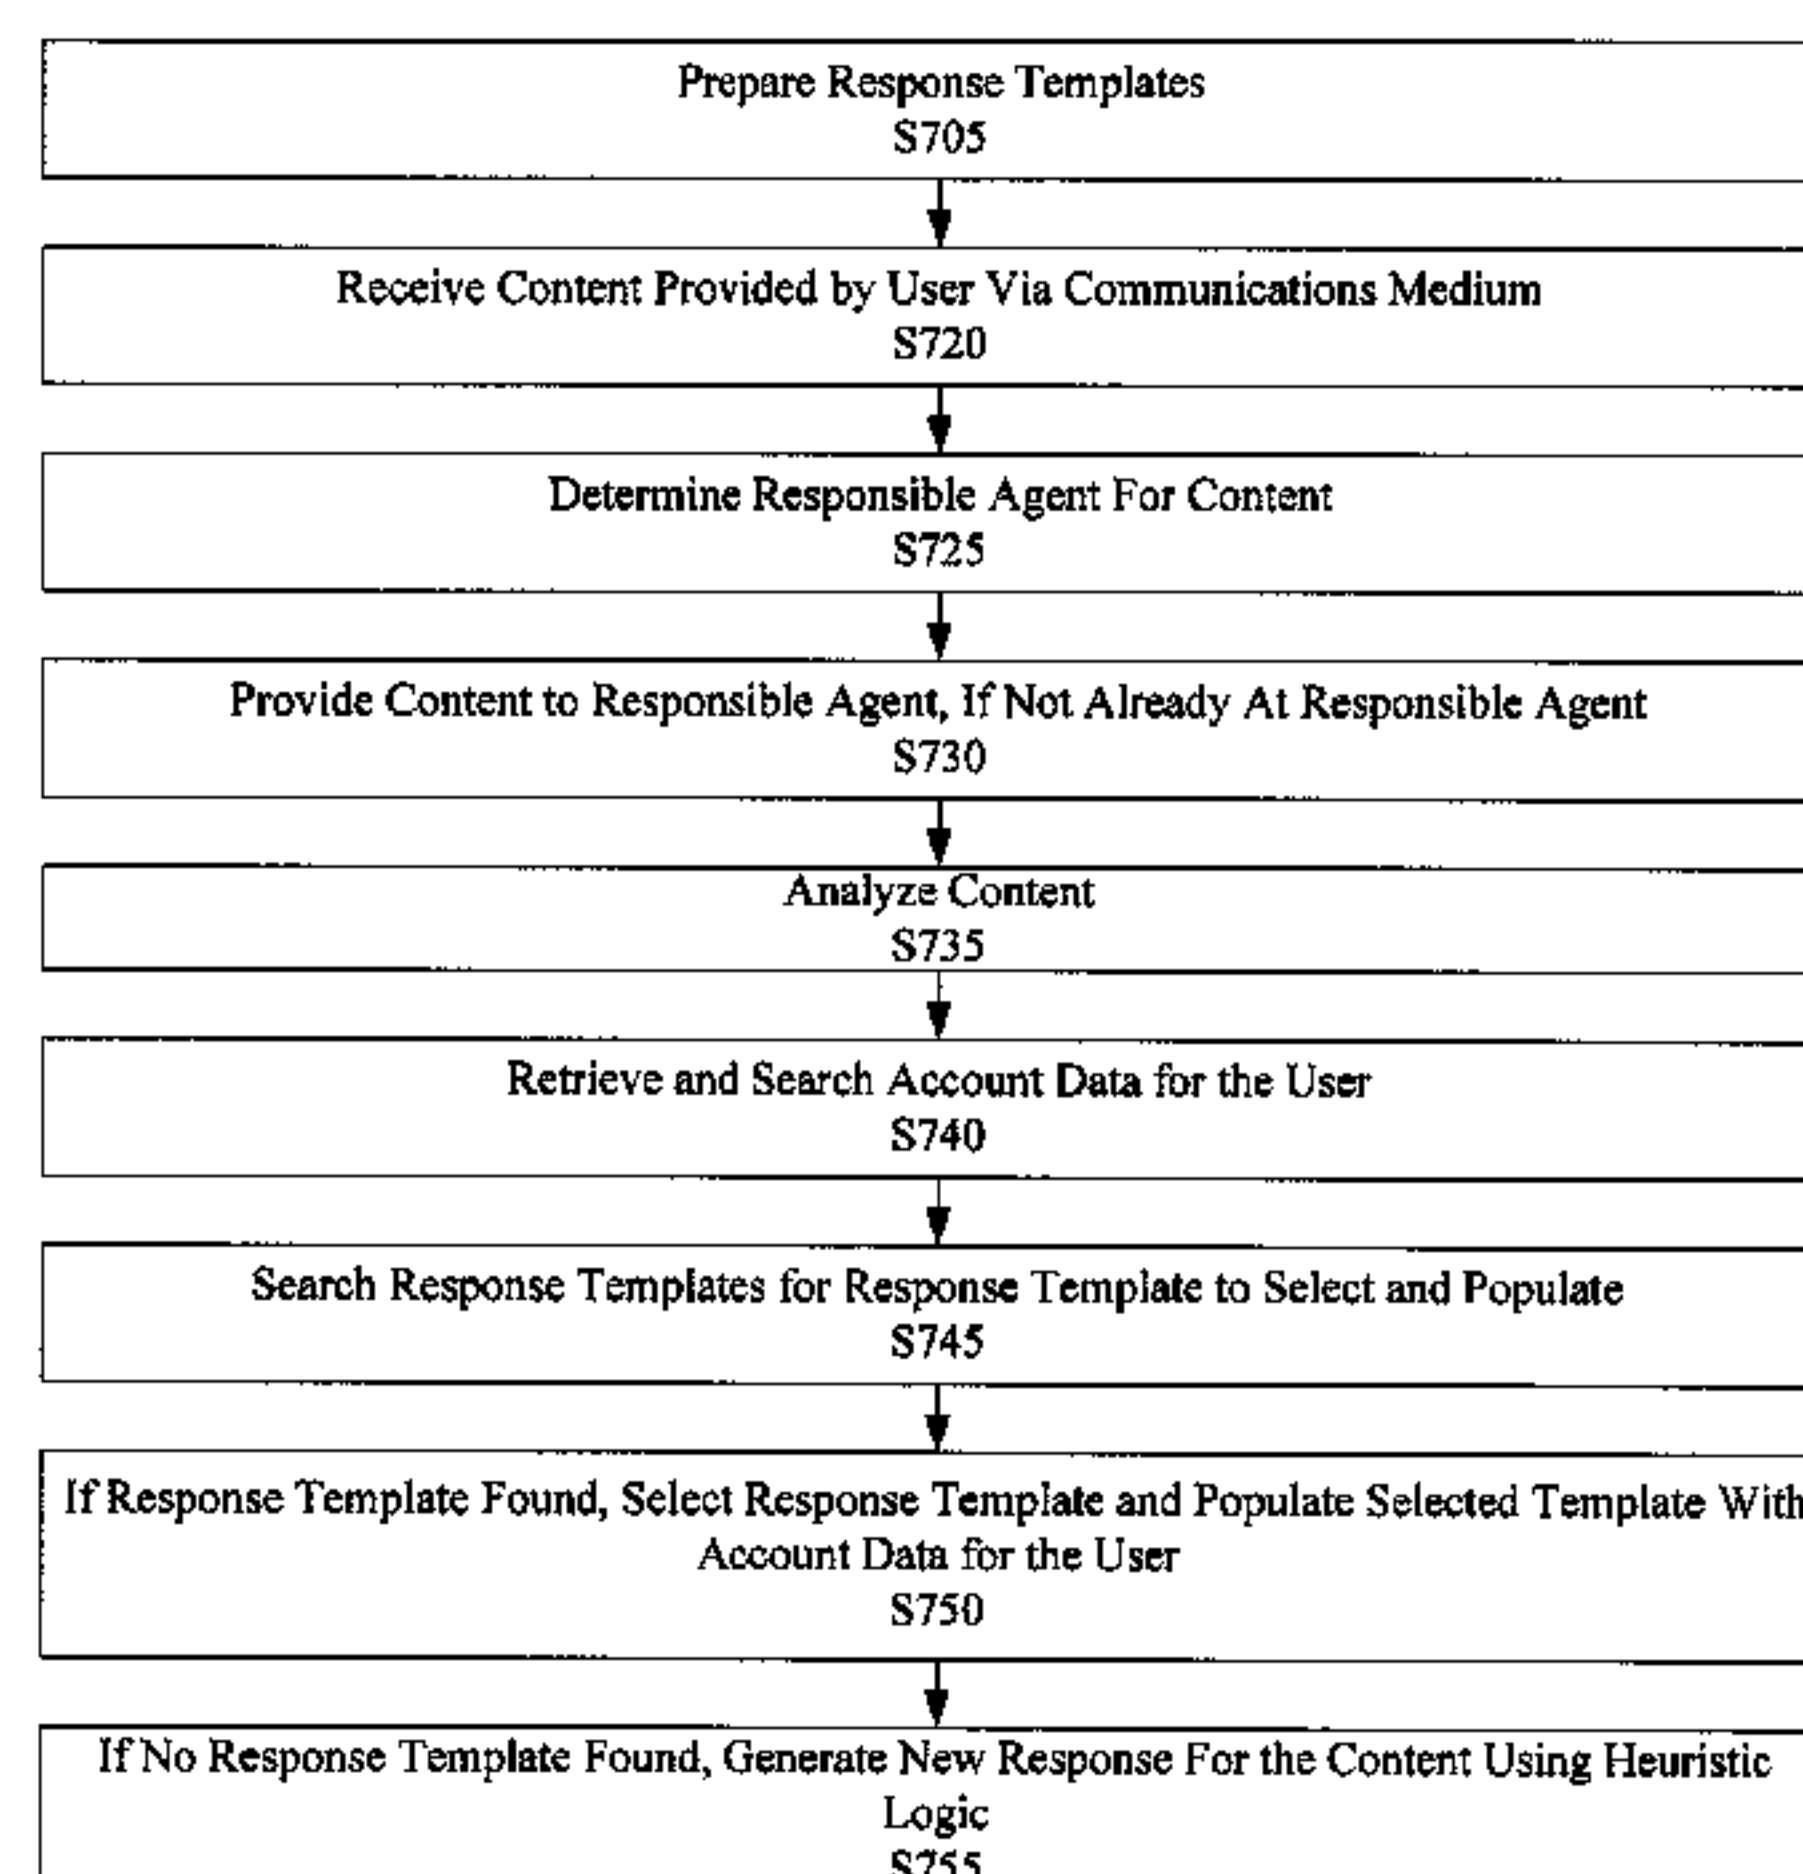 Prepare Response Templates
S705
Receive Content Provided by User Via Communications Medium
S720
Determine Responsible Agent For Content
S725
Provide Content to Responsible Agent, If Not Already At Responsible Agent
S730
Analyze Content
S735
Retrieve and Search Account Data for the User
S740
Search Response Templates for Response Template to Select and Populate
S745
If Response Template Found, Select Response Template and Populate Selected Template With
Account Data for the User
S750
If No Response Template Found, Generate New Response For the Content Using Heuristic
Logic
S755